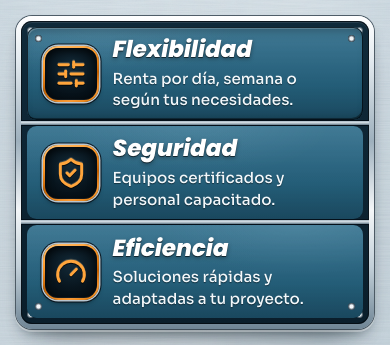 Flexibilidad
Renta por día, semana o
según tus necesidades.
Seguridad
Equipos certificados y
personal capacitado.
Eficiencia
Soluciones rápidas y
adaptadas a tu proyecto.